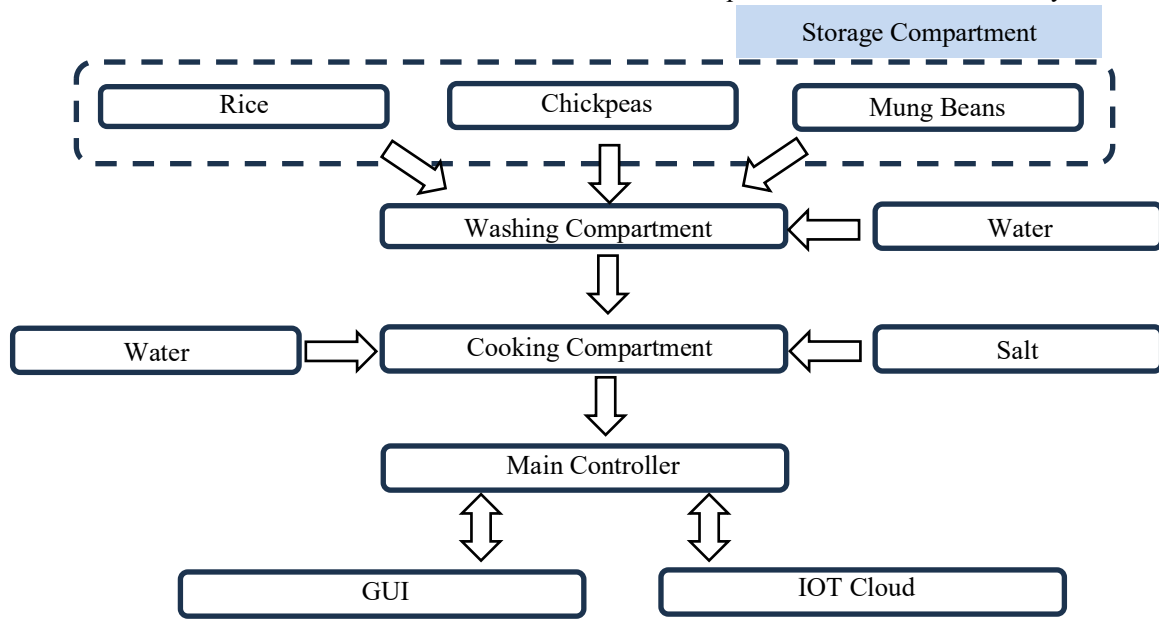 Storage Compartment
Rice
Chickpeas
Mung Beans
Washing Compartment
Water
Water
Cooking Compartment
Salt
Main Controller
GUI
IOT Cloud